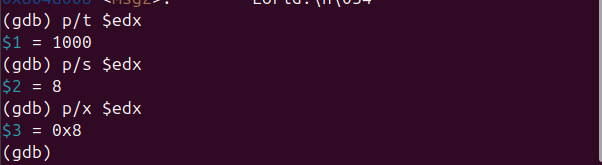 (gdb) p/t $edx
$1 = 1000
(gdb) p/s $edx
$2 = 8
(gdb) p/x $edx
$3 = 0x8
(gdb)